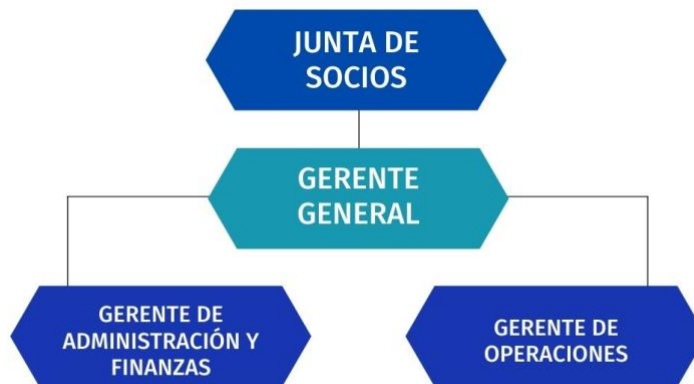 JUNTA DE
SOCIOS
GERENTE
GENERAL
GERENTE DE
ADMINISTRACIÓN Y
FINANZAS
GERENTE DE
OPERACIONES